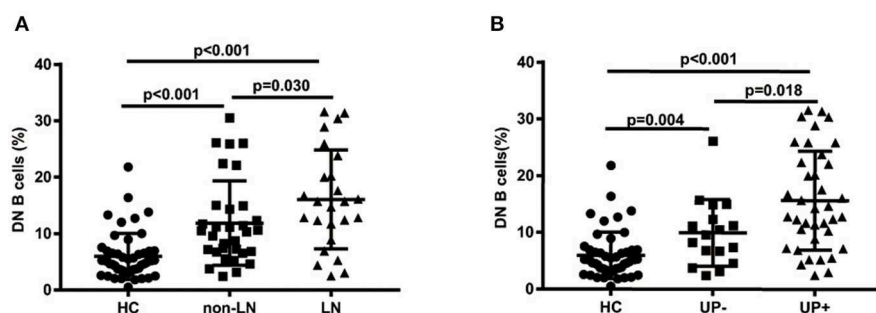 A
p<0.001
p<0.001
p=0.030
DN B cells (%)
40
30
20
10
0
HC
non-LN
LN
B
p<0.001
p=0.004
p=0.018
DN B cells(%)
40
30
20
10
0
HC
UP-
UP+